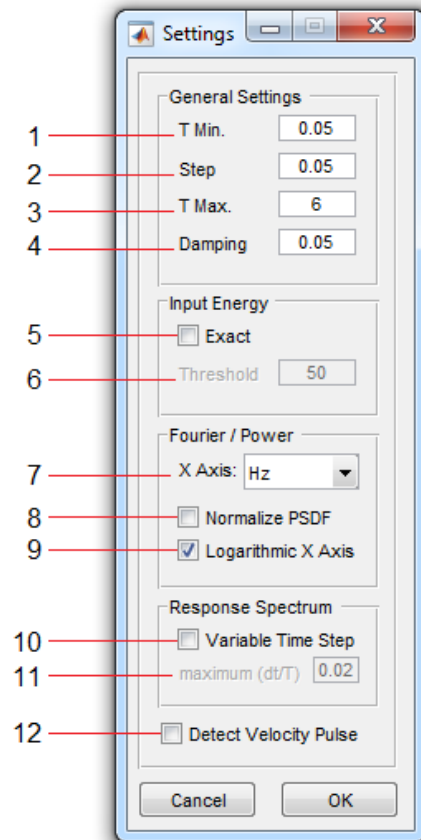 Settings
General Settings
1 T Min. 0.05
2 Step 0.05
3 T Max. 6
4 Damping 0.05
Input Energy
5 Exact
6 Threshold 50
Fourier / Power
7 X Axis: Hz
8 Normalize PSDF
9 Logarithmic X Axis
Response Spectrum
10 Variable Time Step
11 maximum (dt/T) 0.02
12 Detect Velocity Pulse
Cancel OK